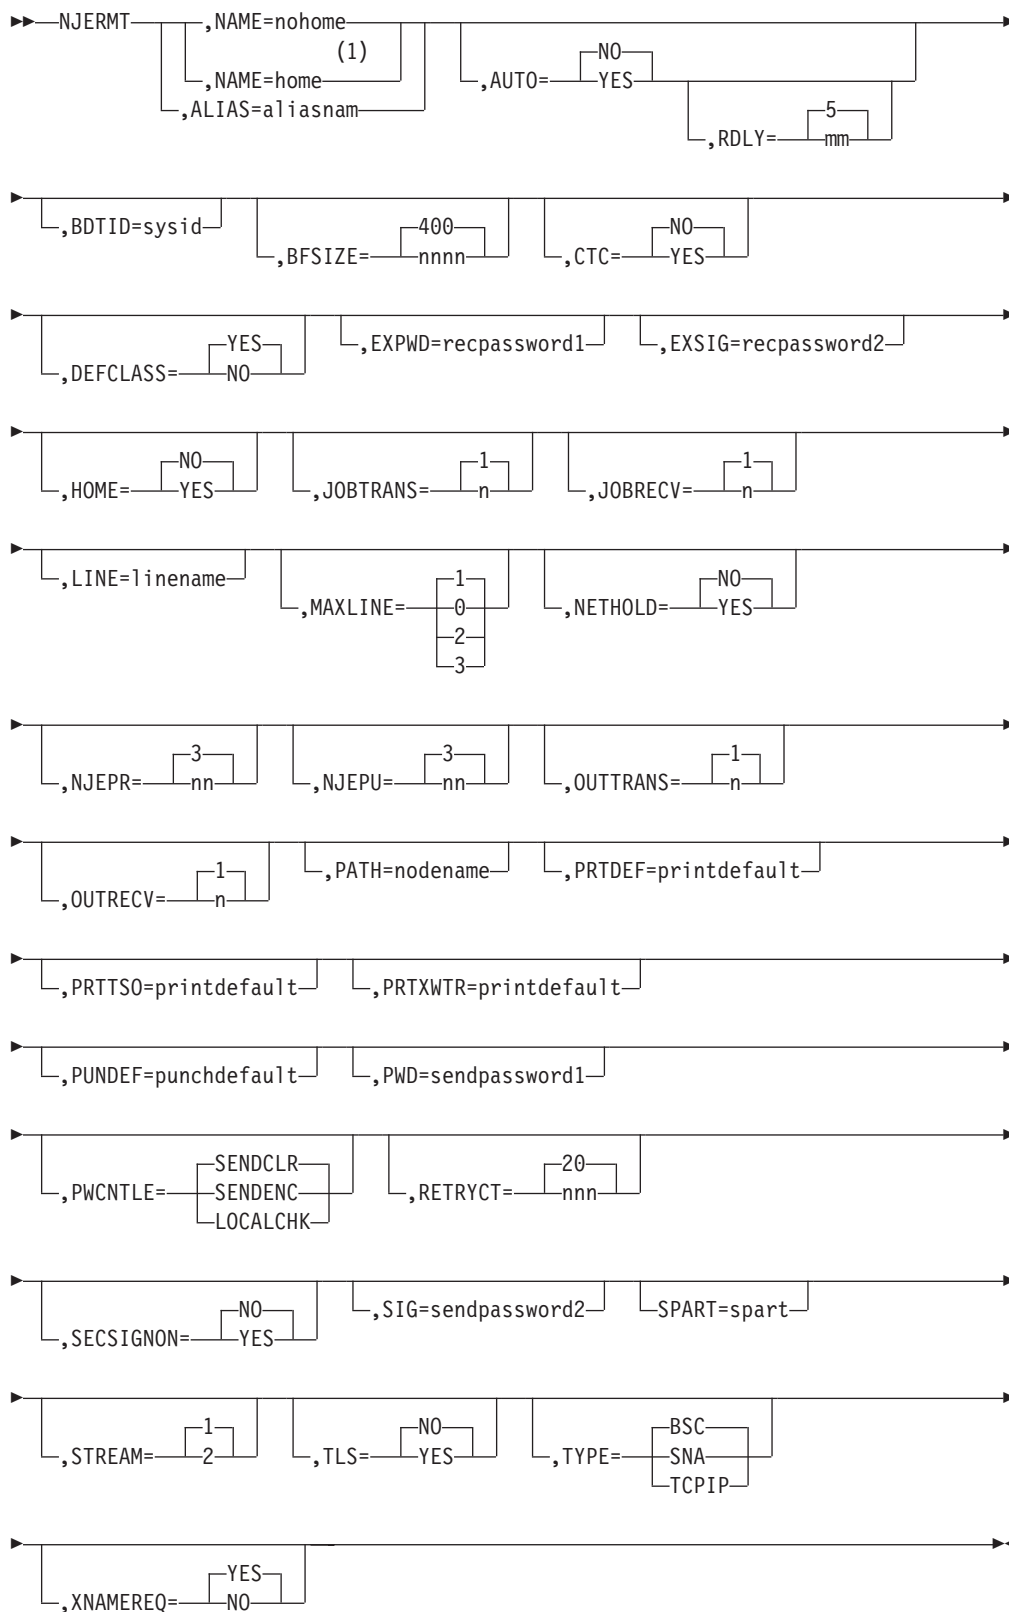 NJERMT ,NAME=nohome
(1)
,NAME=home
,ALIAS=aliasnam
,AUTO= NO
YES
,RDLY= 5
mm
,BDTID=sysid
,BFSIZE= 400
nnnn
,CTC= NO
YES
,DEFCLASS= YES
NO
,EXPWD=recpassword1
,EXSIG=recpassword2
,HOME= NO
YES
,JOBTRANS= 1
n
,JOBRECV= 1
n
,LINE=linename
,MAXLINE= 1
0
2
3
,NETHOLD= NO
YES
,NJEPR= 3
nn
,NJEPU= 3
nn
,OUTTRANS= 1
n
,OUTRECV= 1
n
,PATH=nodename
,PRTDEF=printdefault
,PRTTSO=printdefault
,PRTXWTR=printdefault
,PUNDEF=punchdefault
,PWD=sendpassword1
,PWCNTLE= SENDCLR
SENDENC
LOCALCHK
,RETRYCT= 20
nnn
,SECSIGNON= NO
YES
,SIG=sendpassword2
SPART=spart
,STREAM= 1
2
,TLS= NO
YES
,TYPE= BSC
SNA
TCPIP
,XNAMEREQ= YES
NO